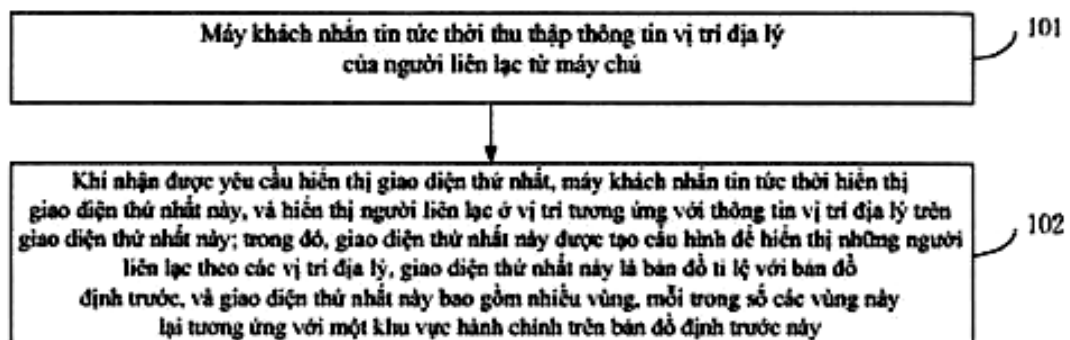 Máy khách nhắn tin tức thời thu thập thông tin vị trí địa lý
của người liên lạc từ máy chủ
101
Khi nhận được yêu cầu hiển thị giao diện thứ nhất, máy khách nhắn tin tức thời hiển thị
giao diện thứ nhất này, và hiển thị người liên lạc ở vị trí tương ứng với thông tin vị trí địa lý trên
giao diện thứ nhất này; trong đó, giao diện thứ nhất này được tạo cấu hình để hiển thị những người
liên lạc theo các vị trí địa lý, giao diện thứ nhất này là bản đồ tỉ lệ với bản đồ
định trước, và giao diện thứ nhất này bao gồm nhiều vùng, mỗi trong số các vùng này
lại tương ứng với một khu vực hành chính trên bản đồ định trước này
102